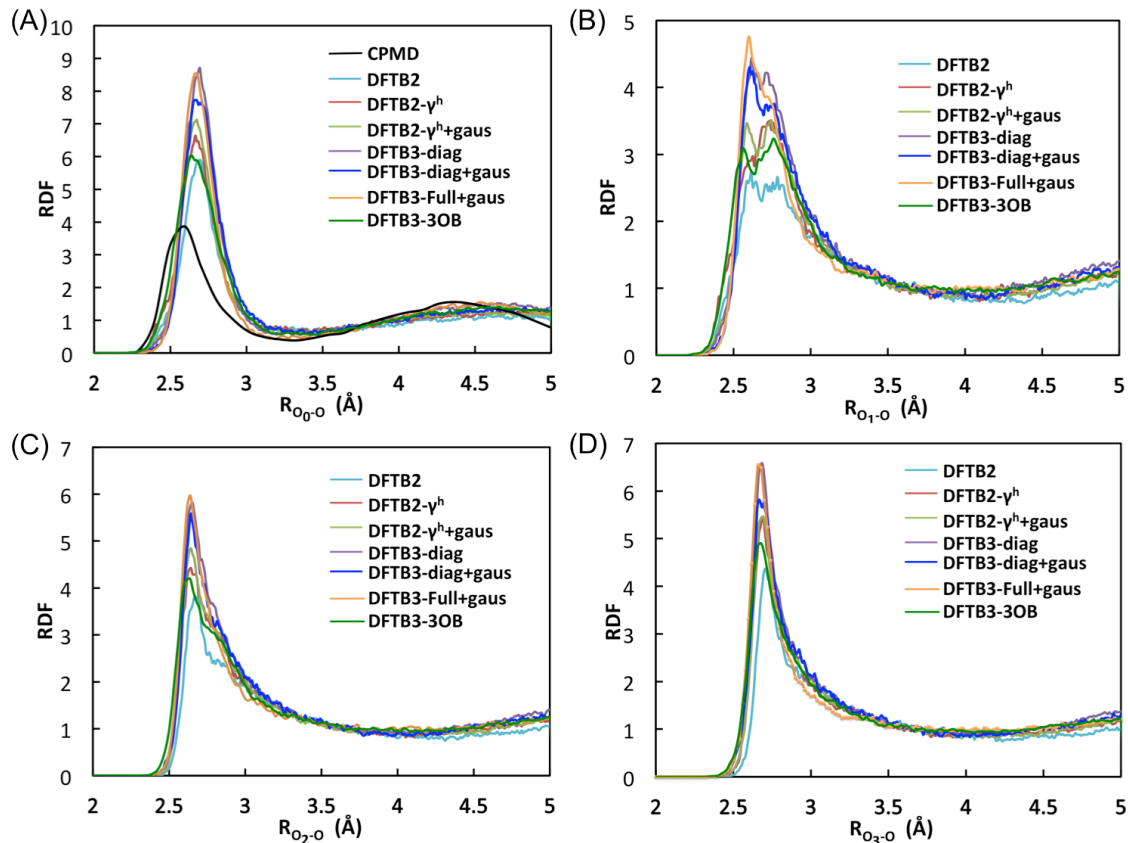 (A)
10
9
8
7
6
5
4
3
2
1
0
RDF
CPMD
DFTB2
DFTB2-γʰ
DFTB2-γʰ+gaus
DFTB3-diag
DFTB3-diag+gaus
DFTB3-Full+gaus
DFTB3-3OB
2 2.5 3 3.5 4 4.5 5
R_O₀-O (Å)
(B)
5
4
3
2
1
0
RDF
DFTB2
DFTB2-γʰ
DFTB2-γʰ+gaus
DFTB3-diag
DFTB3-diag+gaus
DFTB3-Full+gaus
DFTB3-3OB
2 2.5 3 3.5 4 4.5 5
R_O₁-O (Å)
(C)
7
6
5
4
3
2
1
0
RDF
DFTB2
DFTB2-γʰ
DFTB2-γʰ+gaus
DFTB3-diag
DFTB3-diag+gaus
DFTB3-Full+gaus
DFTB3-3OB
2 2.5 3 3.5 4 4.5 5
R_O₂-O (Å)
(D)
7
6
5
4
3
2
1
0
RDF
DFTB2
DFTB2-γʰ
DFTB2-γʰ+gaus
DFTB3-diag
DFTB3-diag+gaus
DFTB3-Full+gaus
DFTB3-3OB
2 2.5 3 3.5 4 4.5 5
R_O₃-O (Å)